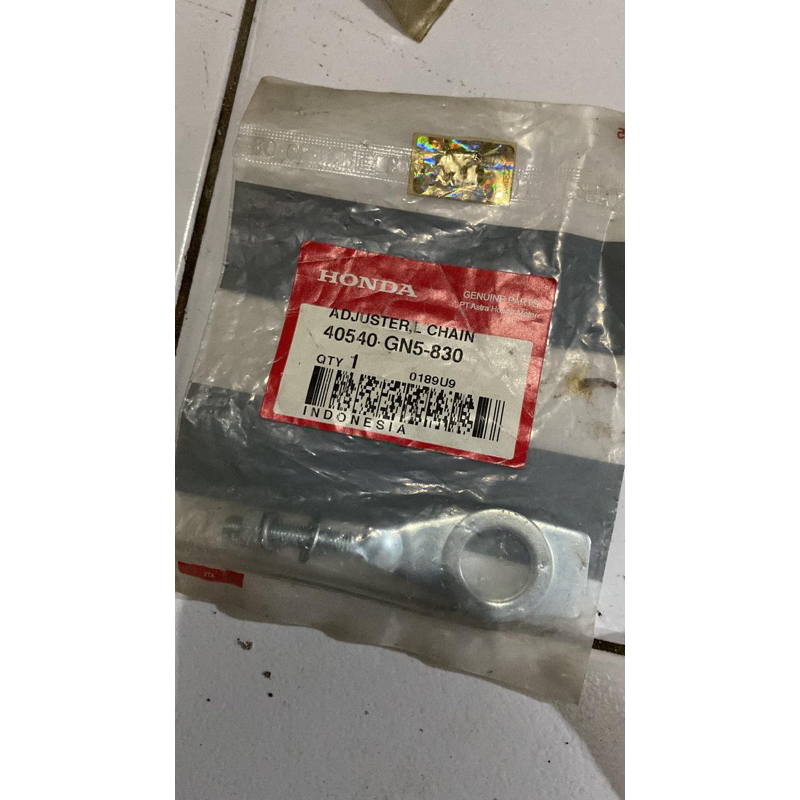 HONDA
GENUINE PARTS
PT Astra Honda Motor
ADJUSTER,L CHAIN
40540-GN5-830
QTY 1
0189U9
INDONESIA